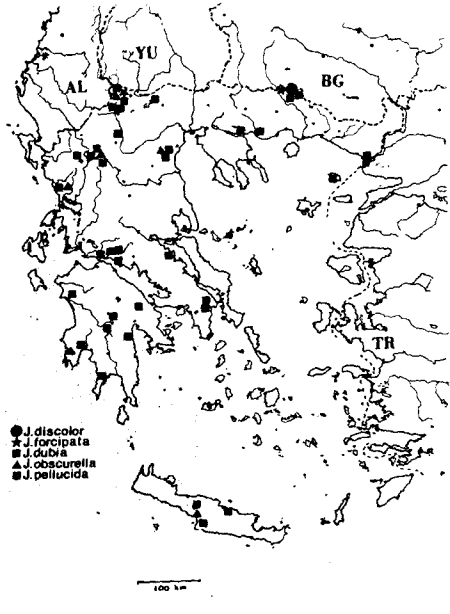 YU
AL
BG
TR
J.discolor
J.forcipata
J.dubia
J.obscurella
J.pellucida
100 km